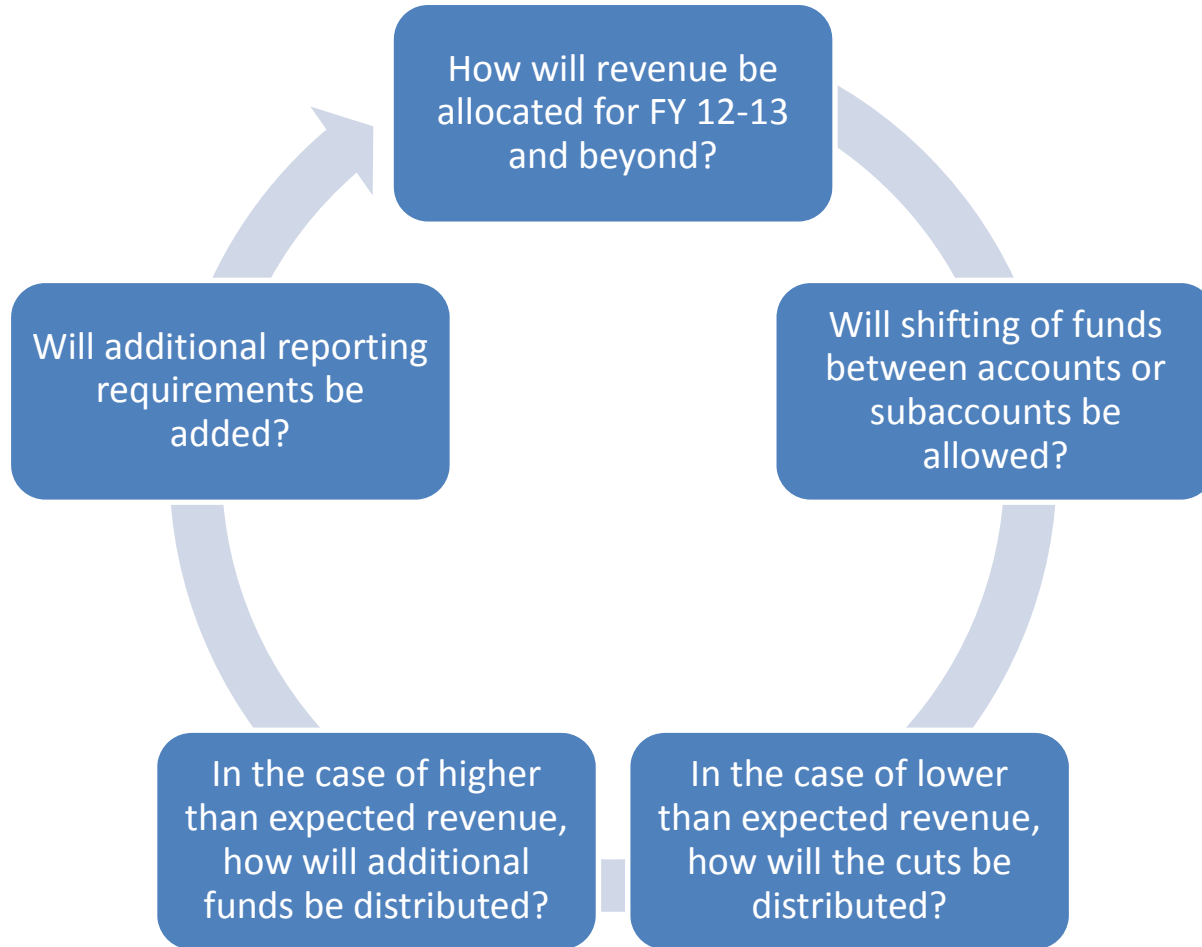 How will revenue be
allocated for FY 12-13
and beyond?
Will shifting of funds
between accounts or
subaccounts be
allowed?
In the case of lower
than expected revenue,
how will the cuts be
distributed?
In the case of higher
than expected revenue,
how will additional
funds be distributed?
Will additional reporting
requirements be
added?